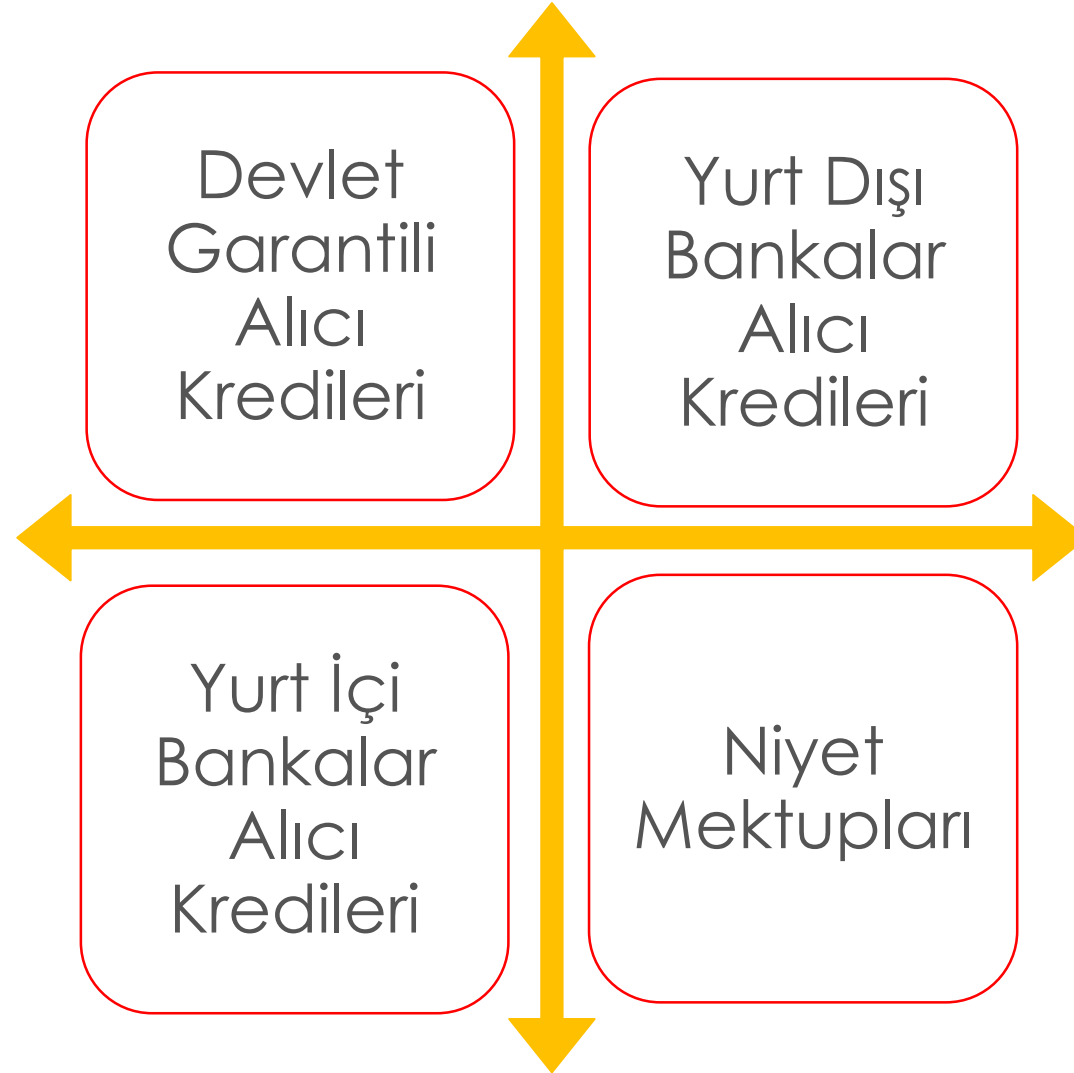 Devlet
Garantili
Alıcı
Kredileri
Yurt Dışı
Bankalar
Alıcı
Kredileri
Yurt İçi
Bankalar
Alıcı
Kredileri
Niyet
Mektupları